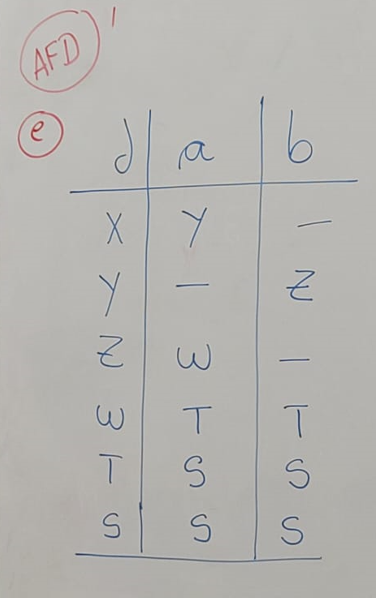 AFD
e
d a b
X Y —
Y — Z
Z W —
W T T
T S S
S S S